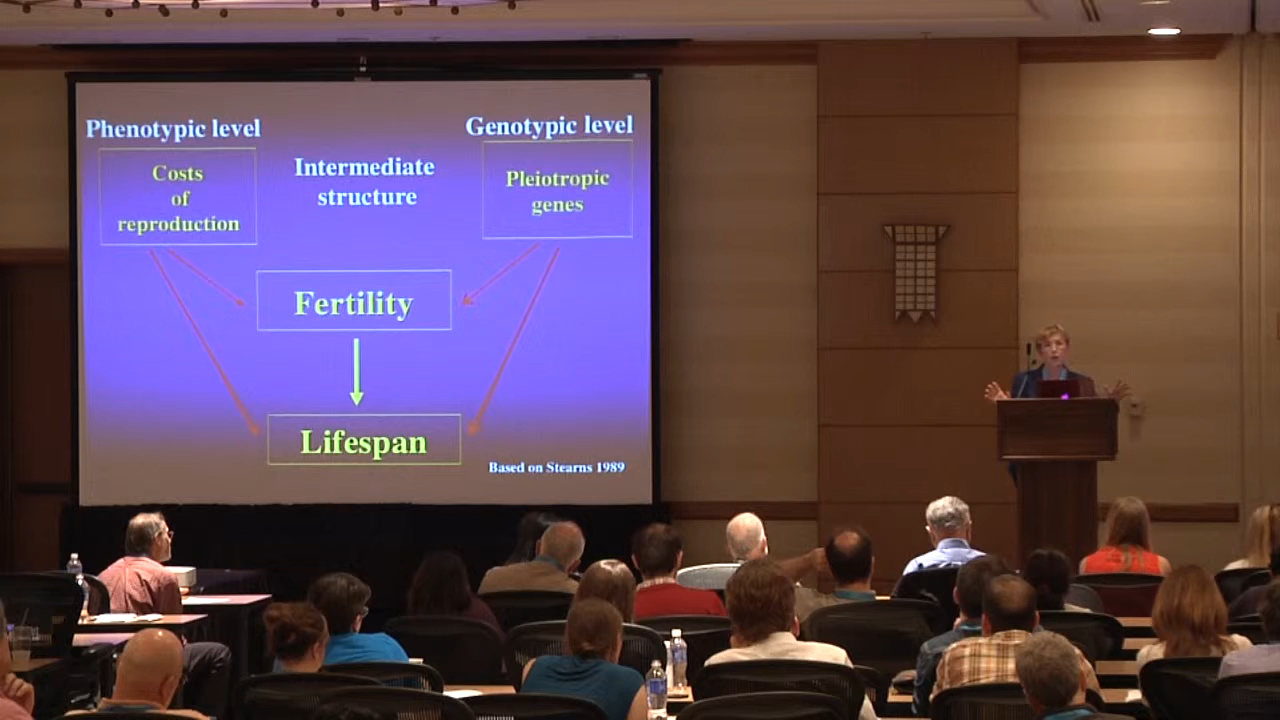 Phenotypic level
Genotypic level
Costs
of
reproduction
Intermediate
structure
Pleiotropic
genes
Fertility
Lifespan
Based on Stearns 1989